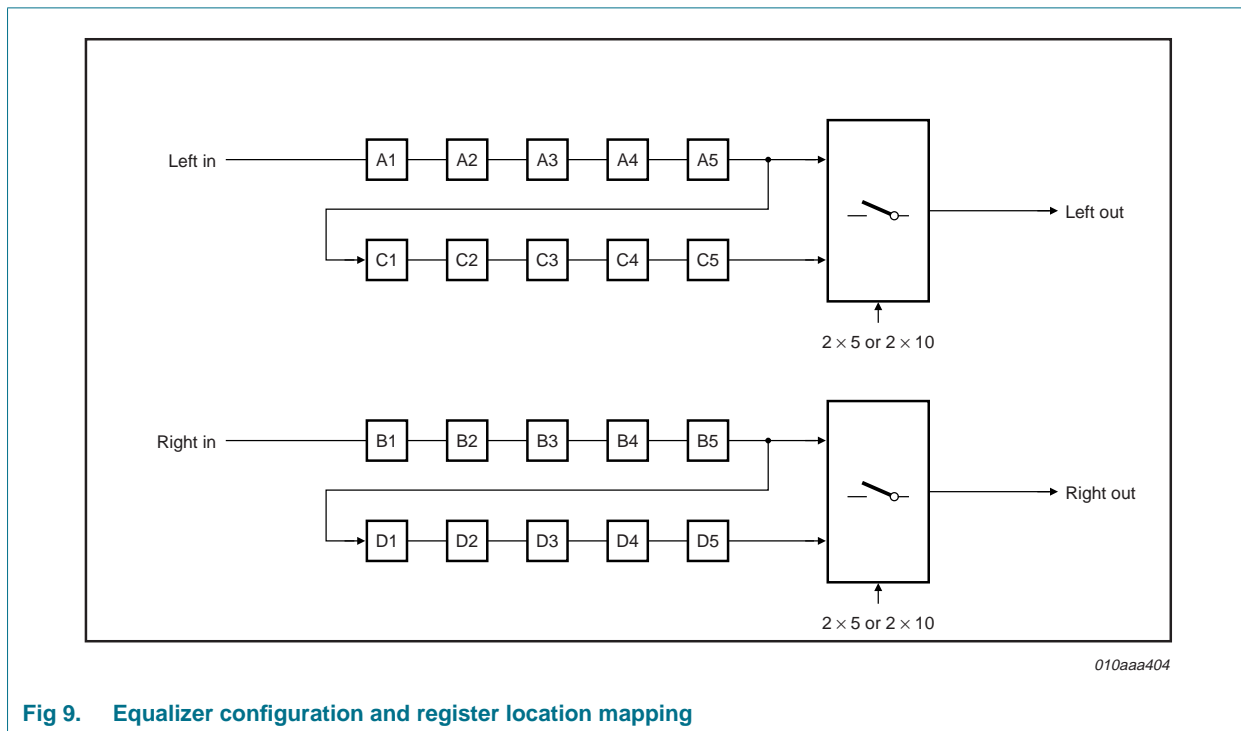 Left in A1 A2 A3 A4 A5
Left out
C1 C2 C3 C4 C5
2 × 5 or 2 × 10
Right in B1 B2 B3 B4 B5
Right out
D1 D2 D3 D4 D5
2 × 5 or 2 × 10
010aaa404
Fig 9. Equalizer configuration and register location mapping